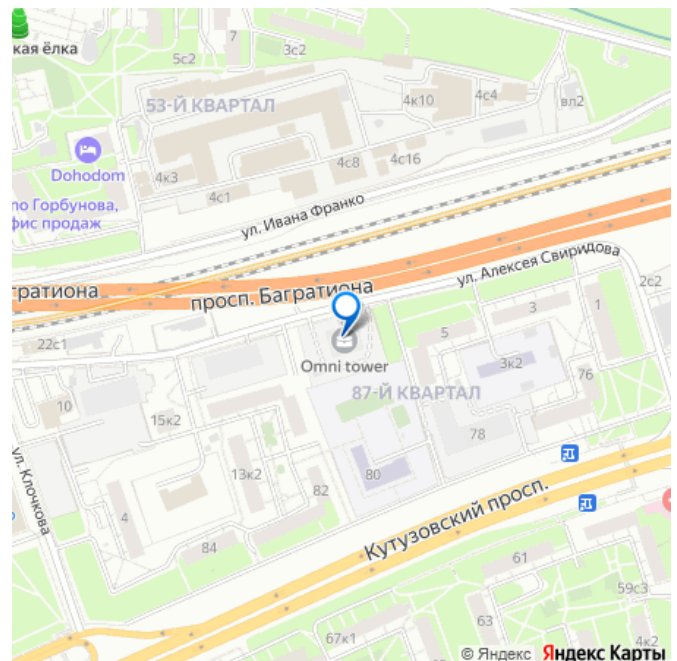 кая ёлка
7
3с2
5с2
53-Й КВАРТАЛ
4к10
4с4
вл2
Dohodom
4с8
4с16
4к3
4с1
по Горбунова,
фис продаж
ул. Ивана Франко
гратиона
просп. Багратиона
ул. Алексея Свиридова
2с2
1
3
5
22с1
Omni tower
3к2
76
87-Й КВАРТАЛ
10
15к2
78
ул. Клочкова
13к2
80
82
4
84
Кутузовский просп.
61
59с3
63
67к1
4к2
© Яндекс Яндекс Карты